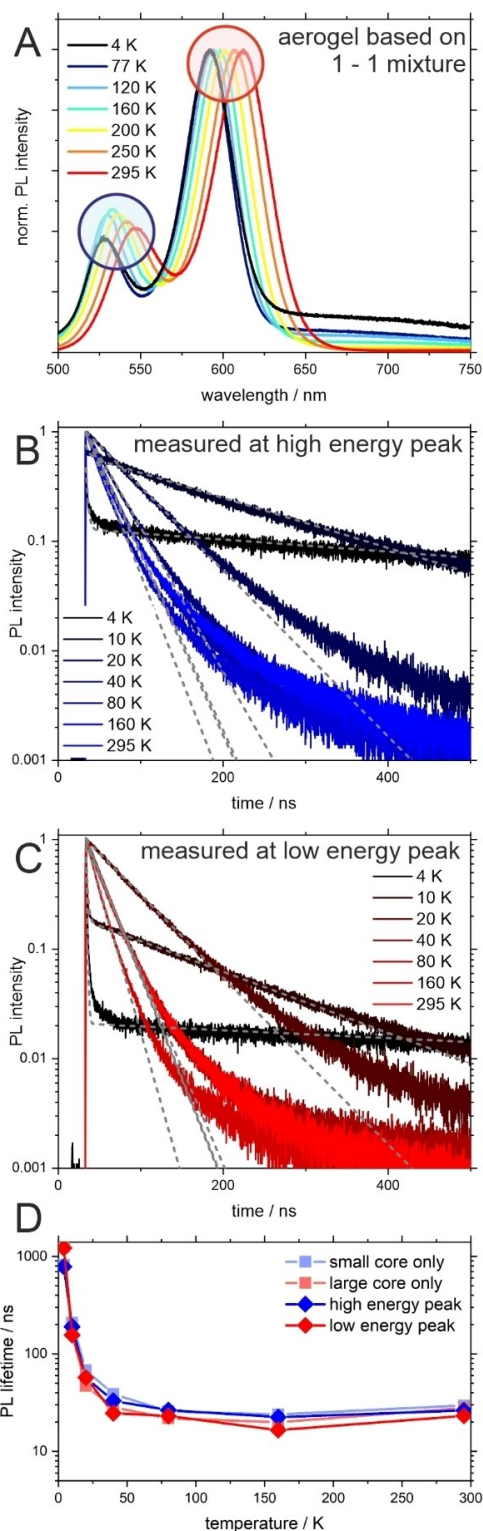 A
aerogel based on
1 - 1 mixture
4 K
77 K
120 K
160 K
200 K
250 K
295 K
norm. PL intensity
500 550 600 650 700 750
wavelength / nm
B
measured at high energy peak
1
0.1
0.01
0.001
PL intensity
4 K
10 K
20 K
40 K
80 K
160 K
295 K
0 200 400
time / ns
C
measured at low energy peak
1
0.1
0.01
0.001
PL intensity
4 K
10 K
20 K
40 K
80 K
160 K
295 K
0 200 400
time / ns
D
1000
100
10
PL lifetime / ns
small core only
large core only
high energy peak
low energy peak
0 50 100 150 200 250 300
temperature / K